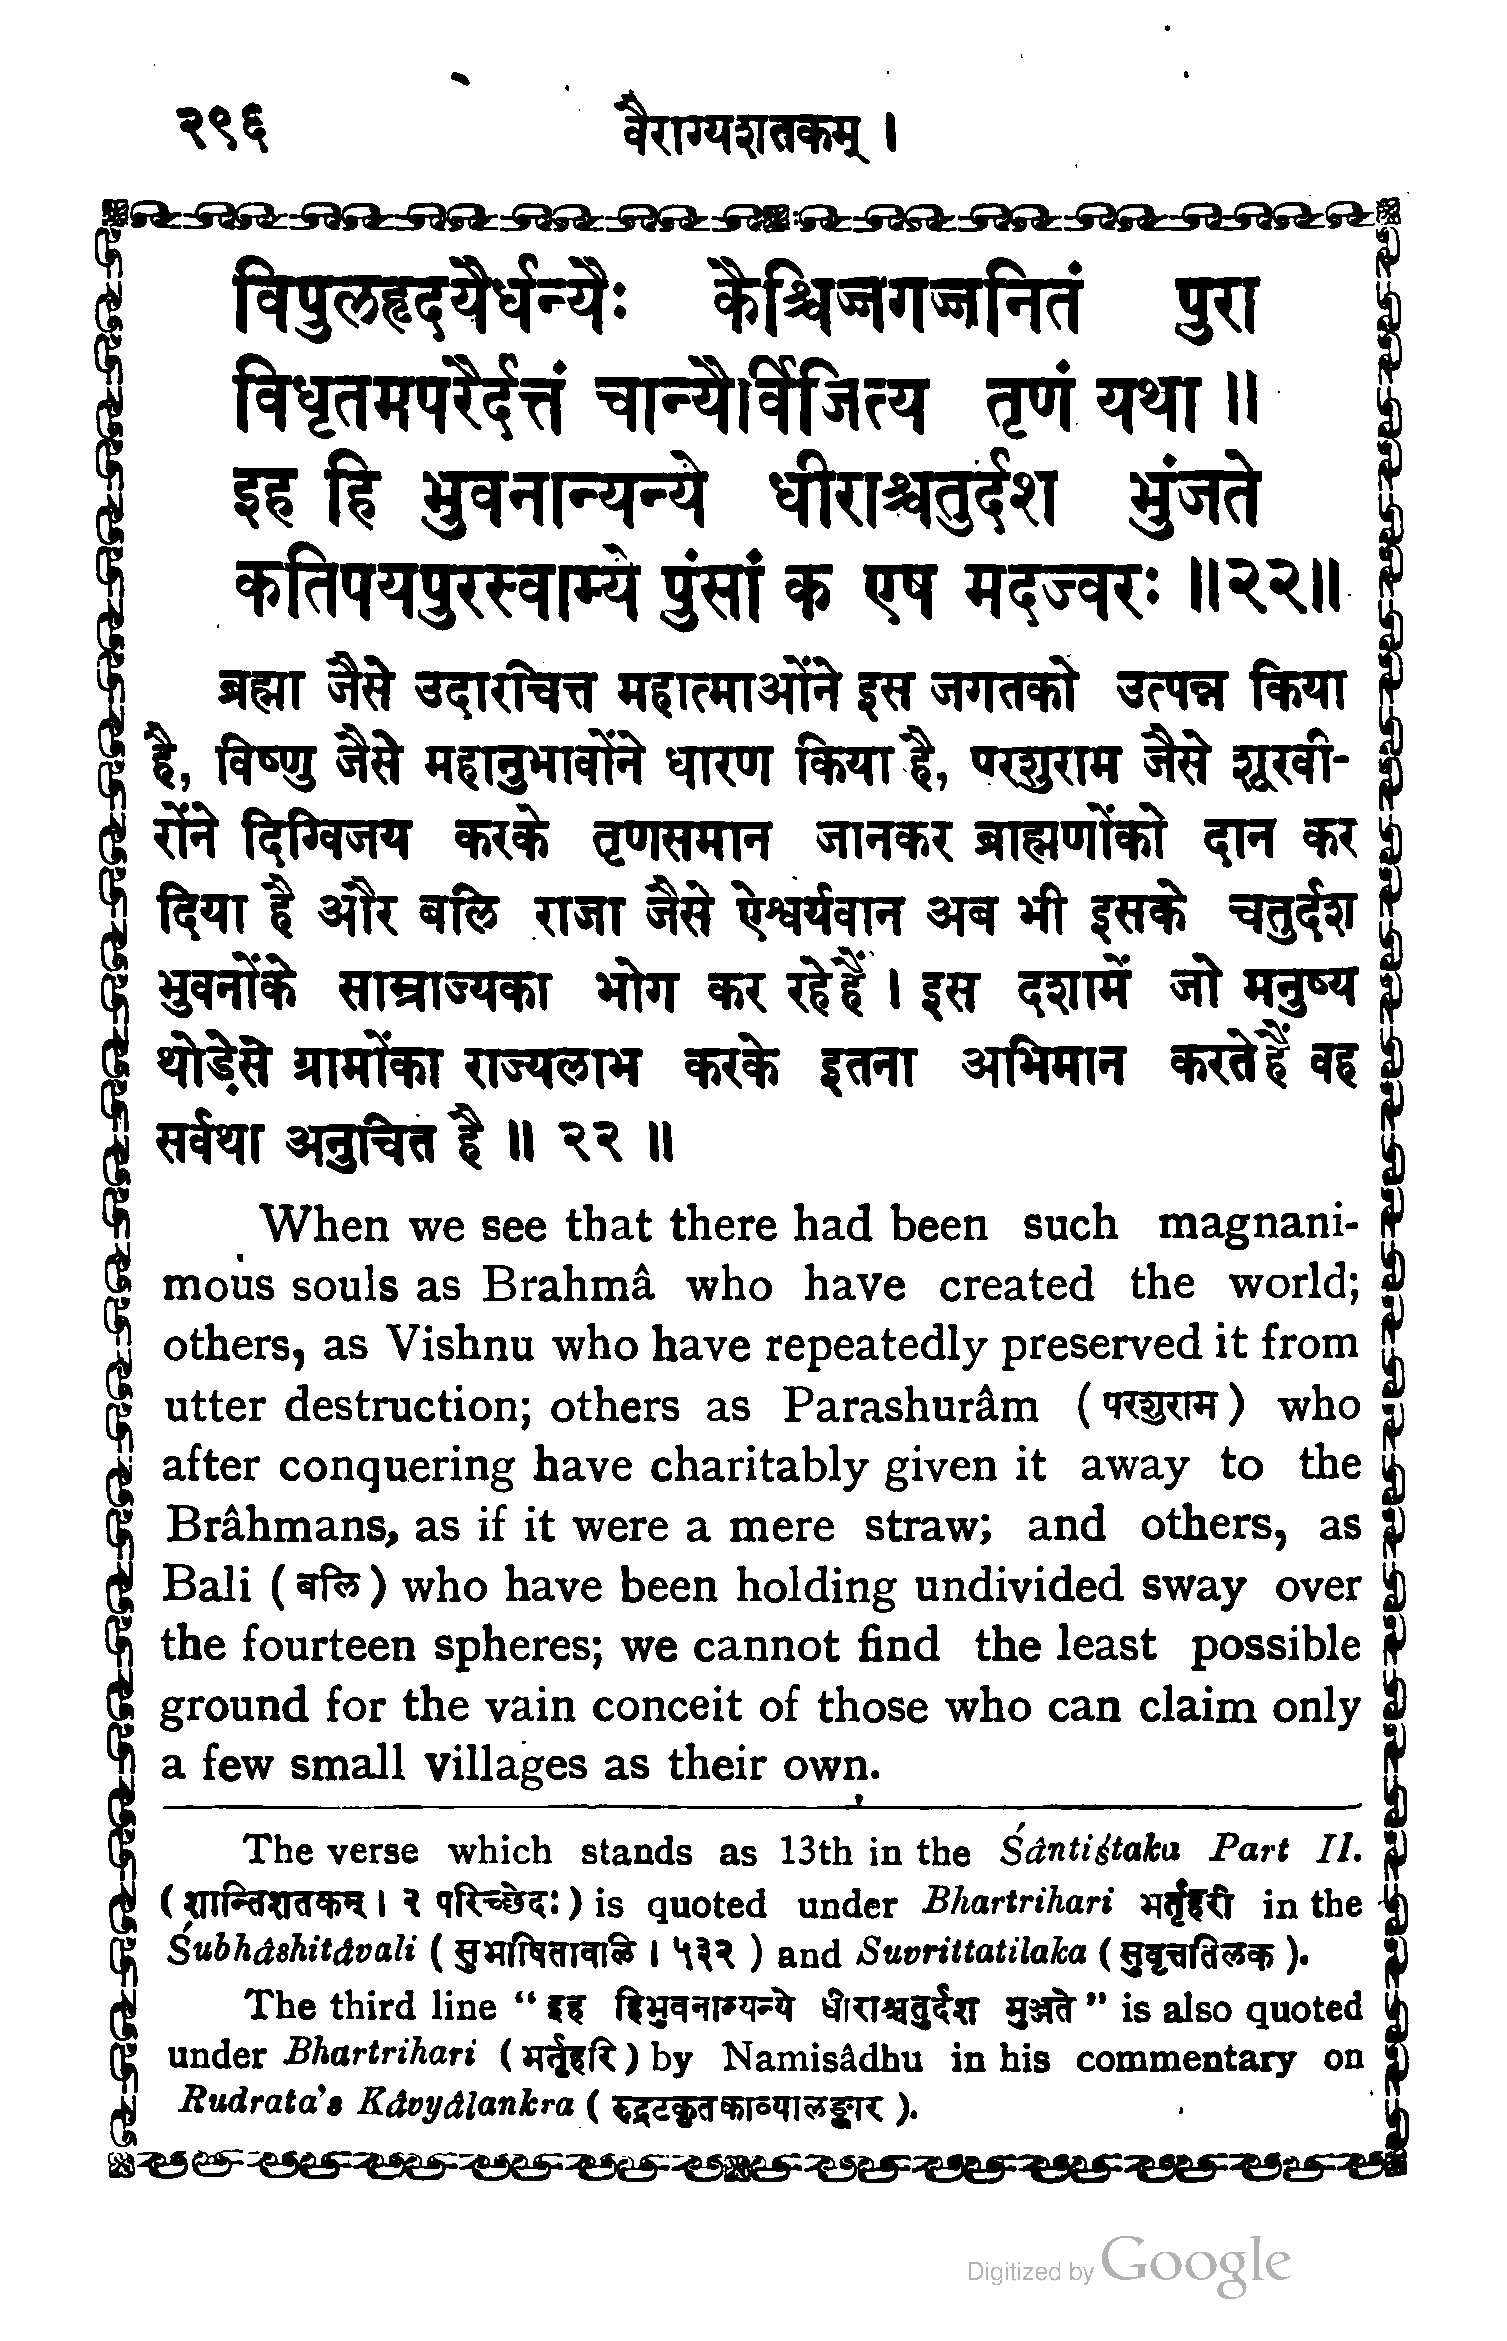 २९६ वैराग्यशतकम् ।
विपुलहृदयैर्धन्यैः कैश्चिज्जगज्जनितं पुरा
विधृतमपरैर्दत्तं चान्यैर्विजित्य तृणं यथा ॥
इह हि भुवनान्यन्ये धीराश्चतुर्दश भुंजते
कतिपयपुरस्वाम्ये पुंसां क एष मदज्वरः ॥२२॥
ब्रह्मा जैसे उदारचित्त महात्माओंने इस जगतको उत्पन्न किया
है, विष्णु जैसे महानुभावोंने धारण किया है, परशुराम जैसे शूरवी-
रोंने दिग्विजय करके तृणसमान जानकर ब्राह्मणोंको दान कर
दिया है और बलि राजा जैसे ऐश्वर्यवान अब भी इसके चतुर्दश
भुवनोंके साम्राज्यका भोग कर रहेहैं । इस दशामें जो मनुष्य
थोड़ेसे ग्रामोंका राज्यलाभ करके इतना अभिमान करतेहैं वह
सर्वथा अनुचित है ॥ २२ ॥
When we see that there had been such magnani-
mous souls as Brahmâ who have created the world;
others, as Vishnu who have repeatedly preserved it from
utter destruction; others as Parashurâm ( परशुराम ) who
after conquering have charitably given it away to the
Brâhmans, as if it were a mere straw; and others, as
Bali ( बलि ) who have been holding undivided sway over
the fourteen spheres; we cannot find the least possible
ground for the vain conceit of those who can claim only
a few small villages as their own.
The verse which stands as 13th in the Śântiśtaka Part II.
( शान्तिशतकम् । २ परिच्छेदः ) is quoted under Bhartrihari भर्तृहरी in the
Śubhâshitâvali ( सुभाषितावळि । ५३२ ) and Suvrittatilaka ( सुवृत्ततिलक ).
The third line “ इह हिभुवनाग्यन्ये धीराश्चतुर्दश मुञ्जते ” is also quoted
under Bhartrihari ( भर्तृहरि ) by Namisâdhu in his commentary on
Rudrata's Kâvyâlankra ( रुद्रटकृतकाव्यालङ्कार ).
Digitized by Google